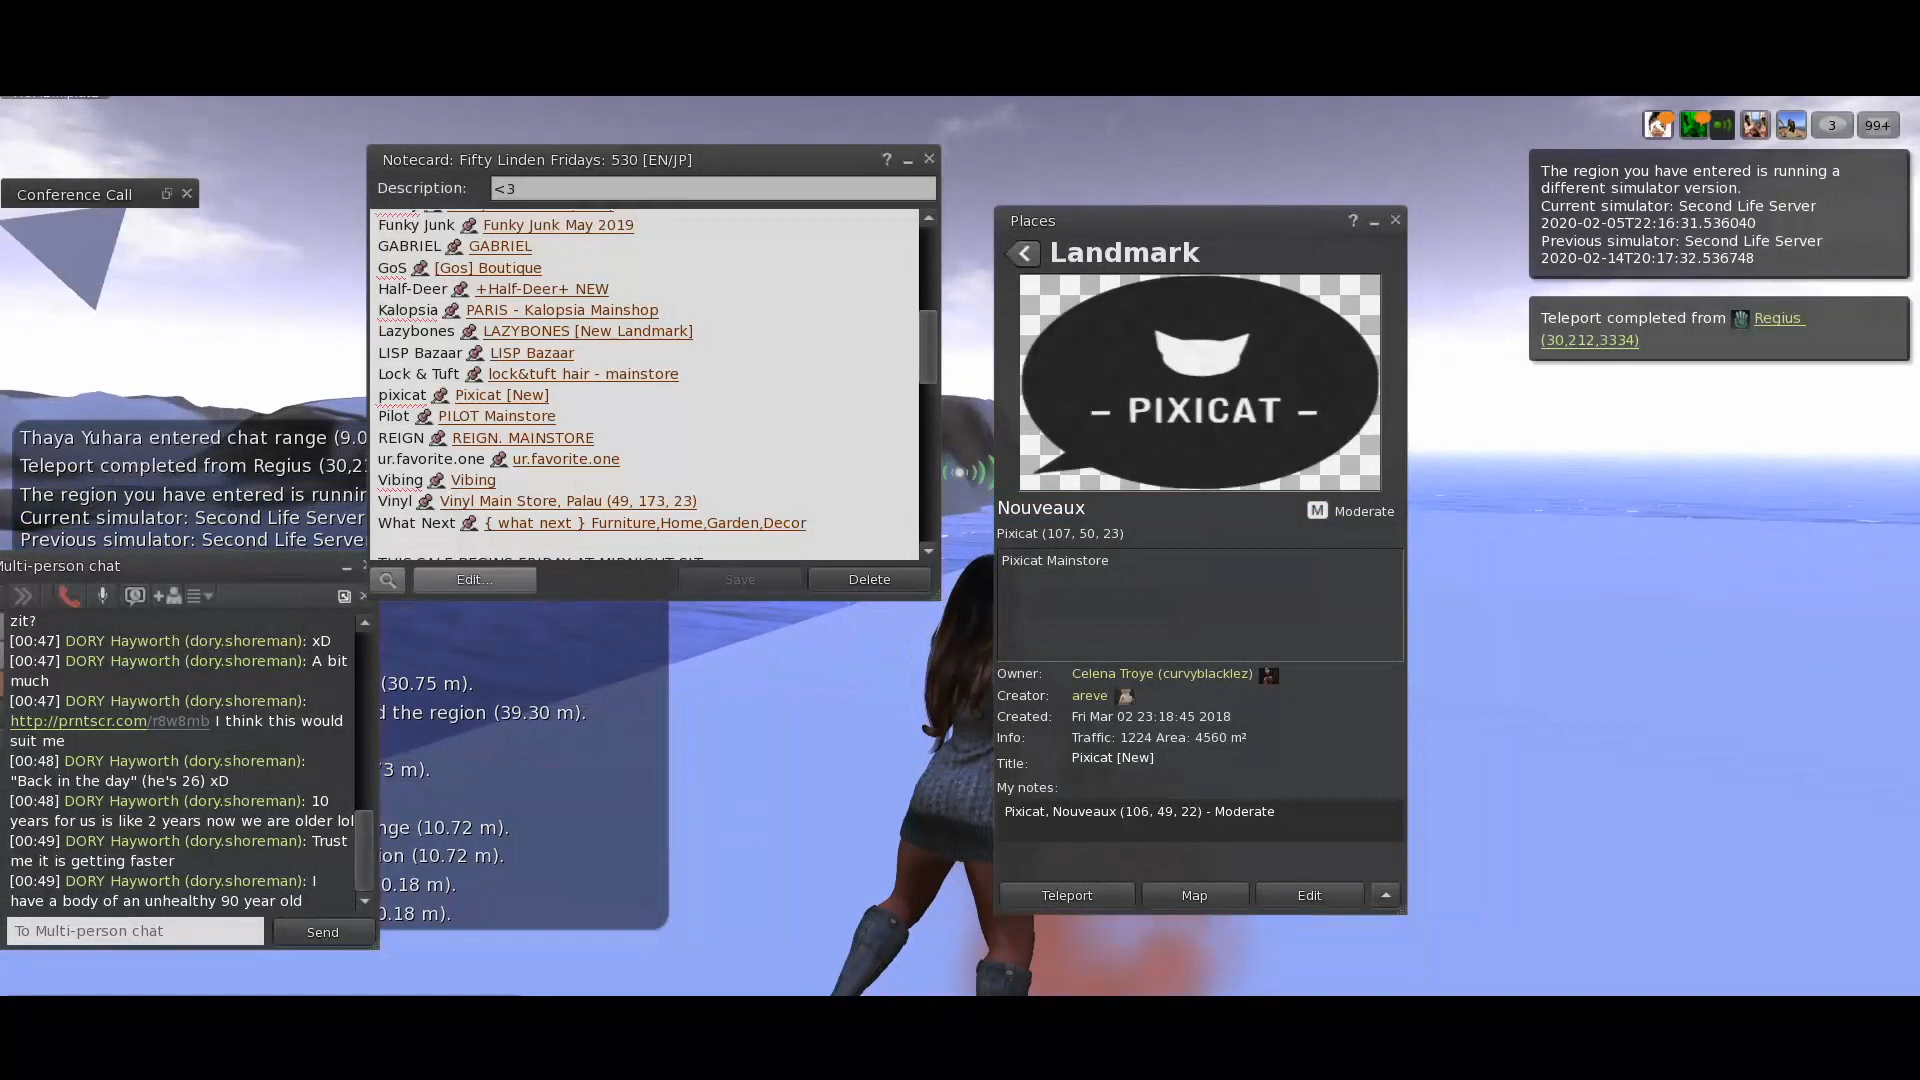 Conference Call
Notecard: Fifty Linden Fridays: 530 [EN/JP]
Description:
<3
Funky Junk Funky Junk May 2019
GABRIEL GABRIEL
GoS [Gos] Boutique
Half-Deer +Half-Deer+ NEW
Kalopsia PARIS - Kalopsia Mainshop
Lazybones LAZYBONES [New Landmark]
LISP Bazaar LISP Bazaar
Lock & Tuft lock&tuft hair - mainstore
pixicat Pixicat [New]
Pilot PILOT Mainstore
REIGN REIGN. MAINSTORE
ur.favorite.one ur.favorite.one
Vibing Vibing
Vinyl Vinyl Main Store, Palau (49, 173, 23)
What Next { what next } Furniture,Home,Garden,Decor
Edit...
Save
Delete
Thaya Yuhara entered chat range (9.0
Teleport completed from Regius (30,2
The region you have entered is runnin
Current simulator: Second Life Server
Previous simulator: Second Life Serve
Multi-person chat
zit?
[00:47] DORY Hayworth (dory.shoreman): xD
[00:47] DORY Hayworth (dory.shoreman): A bit
much
[00:47] DORY Hayworth (dory.shoreman):
http://prntscr.com/r8w8mb I think this would
suit me
[00:48] DORY Hayworth (dory.shoreman):
"Back in the day" (he's 26) xD
[00:48] DORY Hayworth (dory.shoreman): 10
years for us is like 2 years now we are older lol
[00:49] DORY Hayworth (dory.shoreman): Trust
me it is getting faster
[00:49] DORY Hayworth (dory.shoreman): I
have a body of an unhealthy 90 year old
To Multi-person chat
Send
(30.75 m).
d the region (39.30 m).
3 m).
nge (10.72 m).
ion (10.72 m).
0.18 m).
0.18 m).
Places
Landmark
– PIXICAT –
Nouveaux
M Moderate
Pixicat (107, 50, 23)
Pixicat Mainstore
Owner: Celena Troye (curvyblacklez)
Creator: areve
Created: Fri Mar 02 23:18:45 2018
Info: Traffic: 1224 Area: 4560 m²
Title: Pixicat [New]
My notes:
Pixicat, Nouveaux (106, 49, 22) - Moderate
Teleport
Map
Edit
3
99+
The region you have entered is running a
different simulator version.
Current simulator: Second Life Server
2020-02-05T22:16:31.536040
Previous simulator: Second Life Server
2020-02-14T20:17:32.536748
Teleport completed from Regius
(30,212,3334)